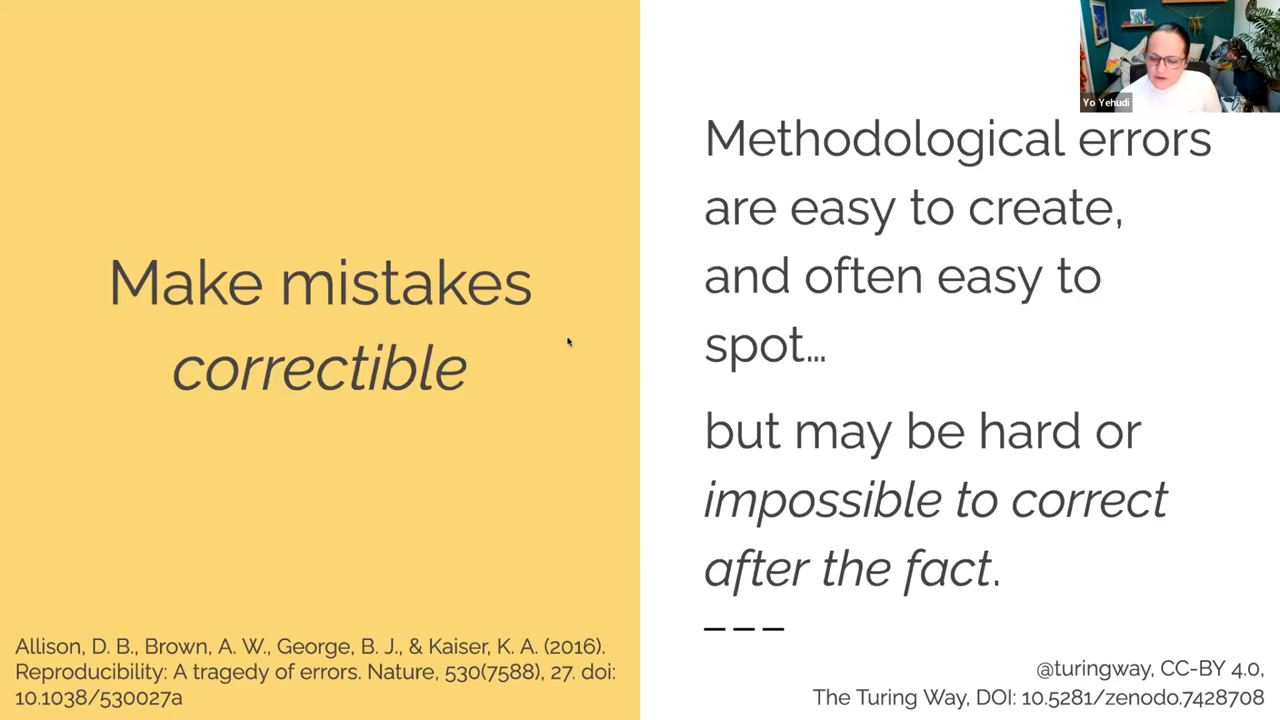 Make mistakes
correctible
Allison, D. B., Brown, A. W., George, B. J., & Kaiser, K. A. (2016).
Reproducibility: A tragedy of errors. Nature, 530(7588), 27. doi:
10.1038/530027a
Yo Yehudi
Methodological errors
are easy to create,
and often easy to
spot…
but may be hard or
impossible to correct
after the fact.
@turingway, CC-BY 4.0,
The Turing Way, DOI: 10.5281/zenodo.7428708